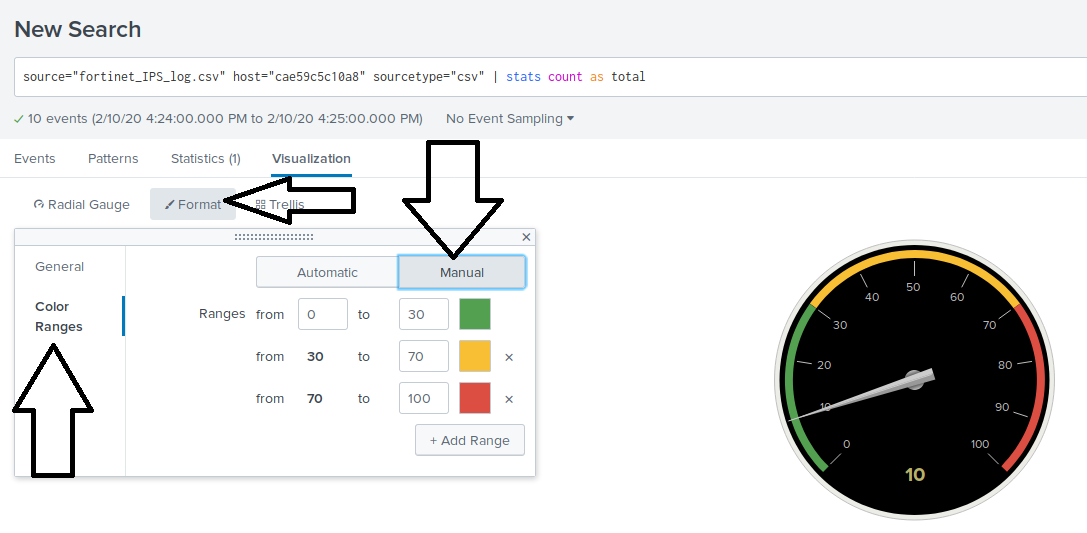 New Search
source="fortinet_IPS_log.csv" host="cae59c5c10a8" sourcetype="csv" | stats count as total
✓ 10 events (2/10/20 4:24:00.000 PM to 2/10/20 4:25:00.000 PM) No Event Sampling
Events Patterns Statistics (1) Visualization
Radial Gauge Format Trellis
General
Color
Ranges
Automatic Manual
Ranges from 0 to 30
from 30 to 70 ×
from 70 to 100 ×
+ Add Range
50
40 60
30 70
20 80
10 90
0 100
10